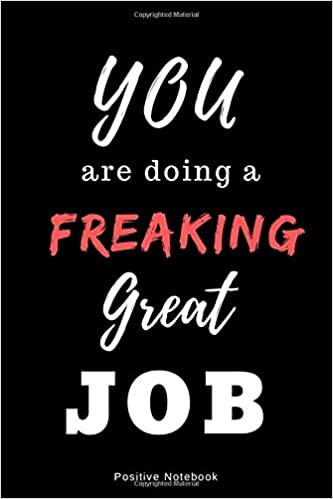 Copyrighted Material
YOU
are doing a
FREAKING
Great
JOB
Positive Notebook
Copyrighted Material